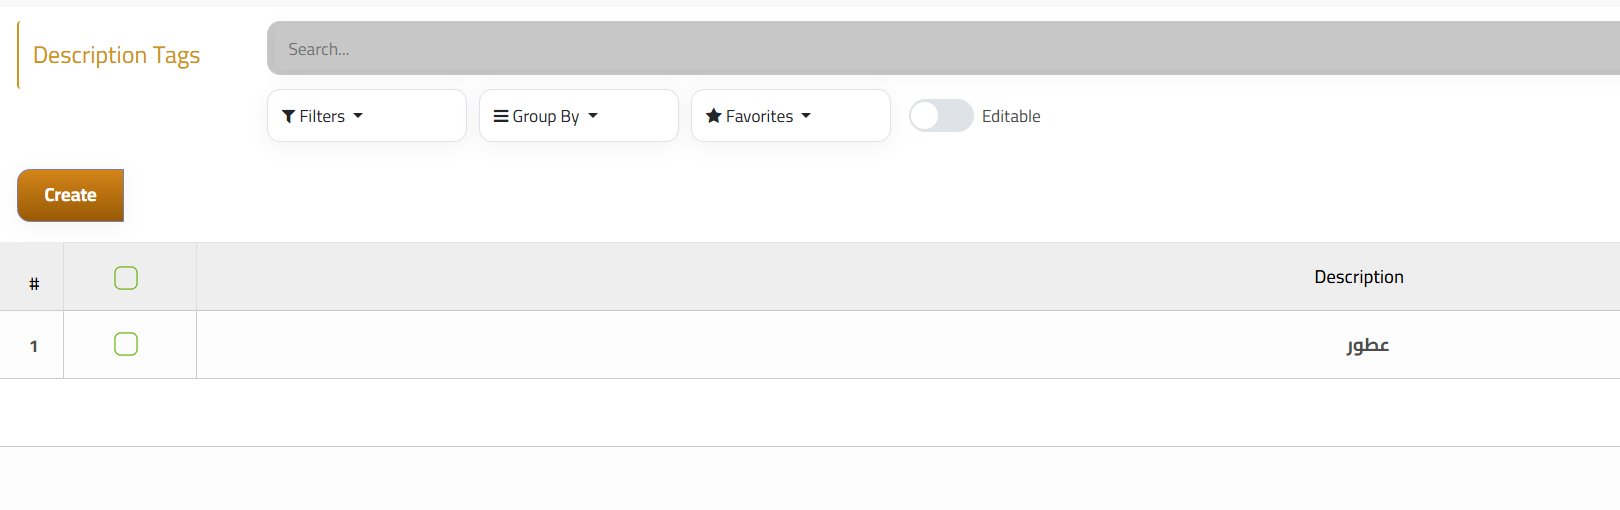 Description Tags
Search...
Filters
Group By
Favorites
Editable
Create
# Description
1 عطور